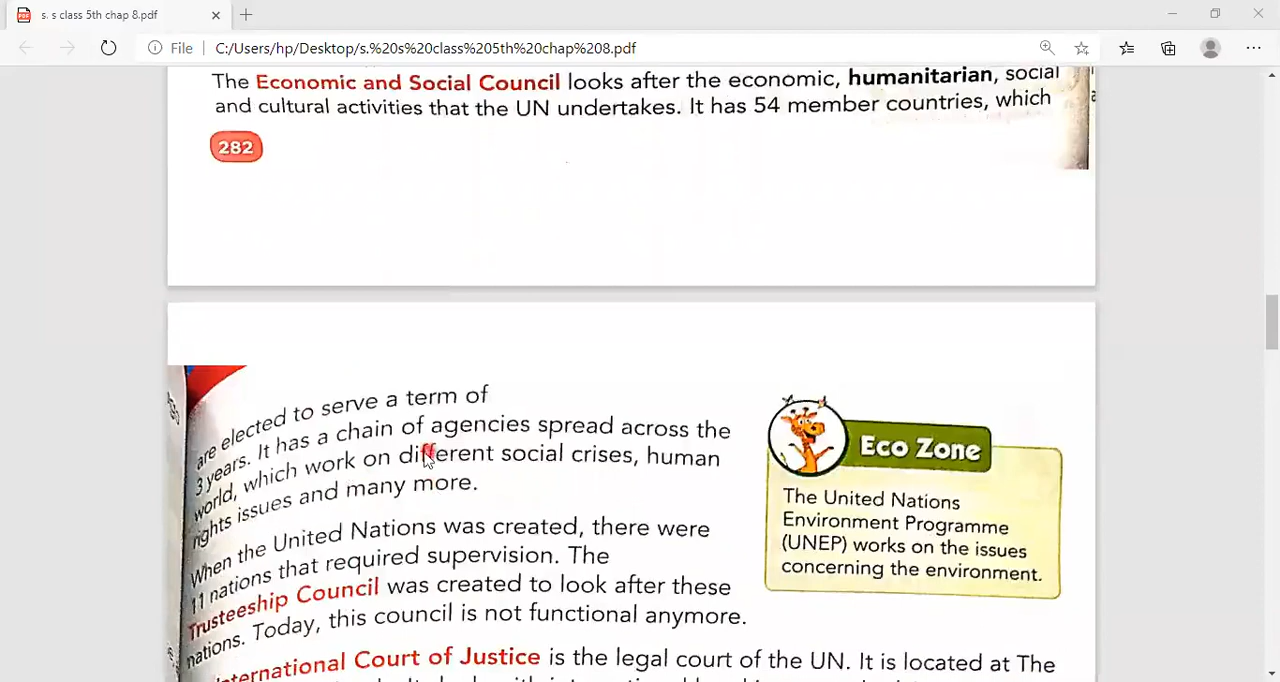 s. s class 5th chap 8.pdf
File | C:/Users/hp/Desktop/s.%20s%20class%205th%20chap%208.pdf
The Economic and Social Council looks after the economic, humanitarian, social
and cultural activities that the UN undertakes. It has 54 member countries, which
282
are elected to serve a term of
3 years. It has a chain of agencies spread across the
world, which work on different social crises, human
rights issues and many more.
When the United Nations was created, there were
11 nations that required supervision. The
Trusteeship Council was created to look after these
nations. Today, this council is not functional anymore.
Eco Zone
The United Nations
Environment Programme
(UNEP) works on the issues
concerning the environment.
International Court of Justice is the legal court of the UN. It is located at The